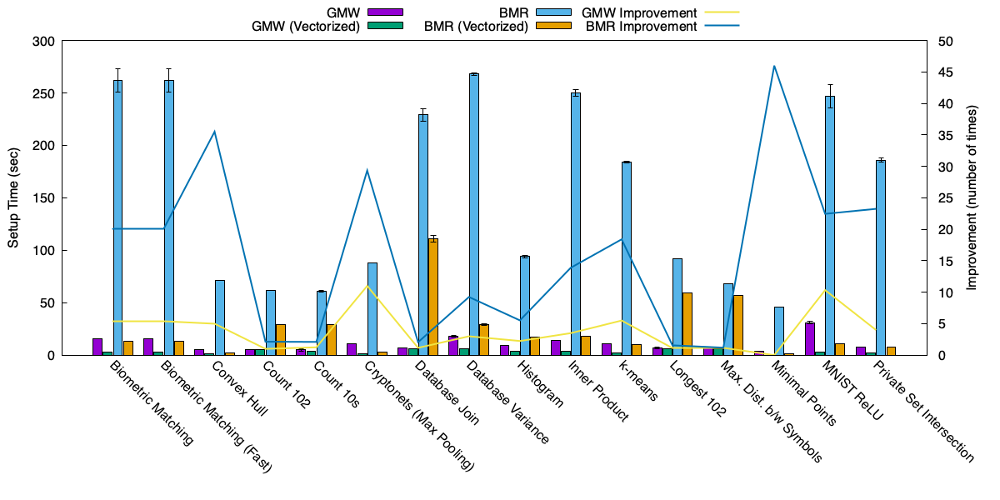 GMW
GMW (Vectorized)
BMR
BMR (Vectorized)
GMW Improvement
BMR Improvement
Setup Time (sec)
300
250
200
150
100
50
0
50
45
40
35
30
25
20
15
10
5
0
Improvement (number of times)
Biometric Matching
Biometric Matching (Fast)
Convex Hull
Count 102
Count 10s
Cryptonets (Max Pooling)
Database Join
Database Variance
Histogram
Inner Product
k-means
Longest 102
Max. Dist. b/w Symbols
Minimal Points
MNIST ReLU
Private Set Intersection